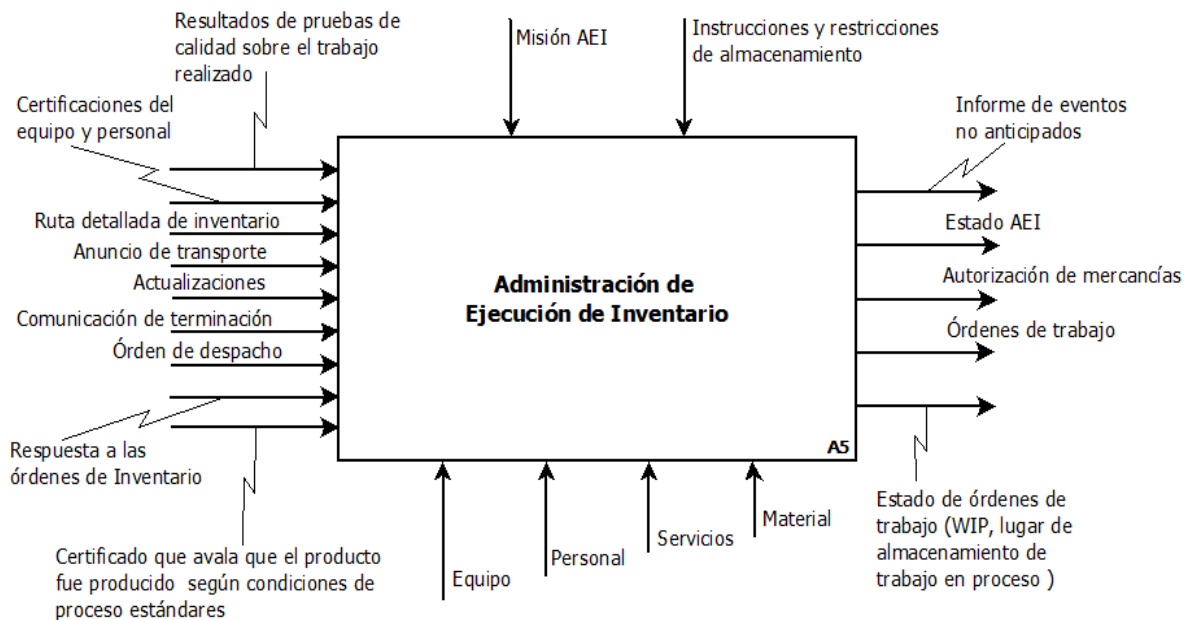 Resultados de pruebas de
calidad sobre el trabajo
realizado
Misión AEI
Instrucciones y restricciones
de almacenamiento
Certificaciones del
equipo y personal
Informe de eventos
no anticipados
Ruta detallada de inventario
Anuncio de transporte
Actualizaciones
Comunicación de terminación
Órden de despacho
Administración de
Ejecución de Inventario
A5
Estado AEI
Autorización de mercancías
Órdenes de trabajo
Respuesta a las
órdenes de Inventario
Certificado que avala que el producto
fue producido según condiciones de
proceso estándares
Equipo
Personal
Servicios
Material
Estado de órdenes de
trabajo (WIP, lugar de
almacenamiento de
trabajo en proceso )